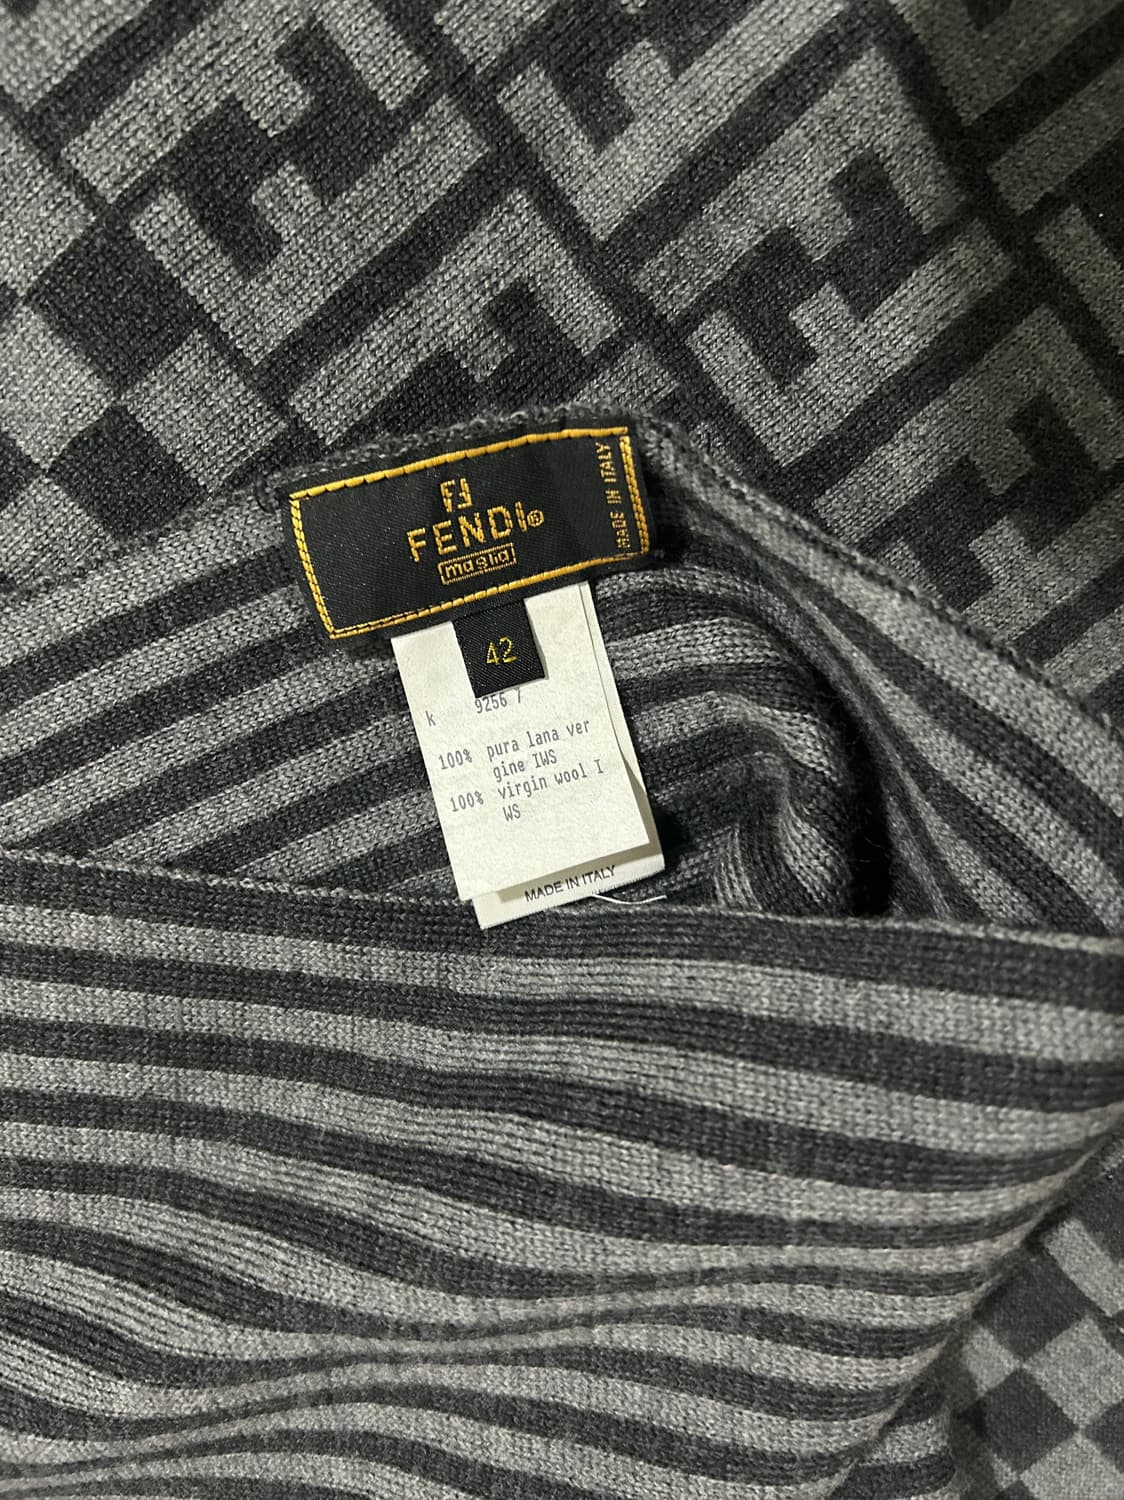 FF
FENDI®
maglia
MADE IN ITALY
42
k 9256 7
100% pura lana ver
gine IWS
100% virgin wool I
WS
MADE IN ITALY